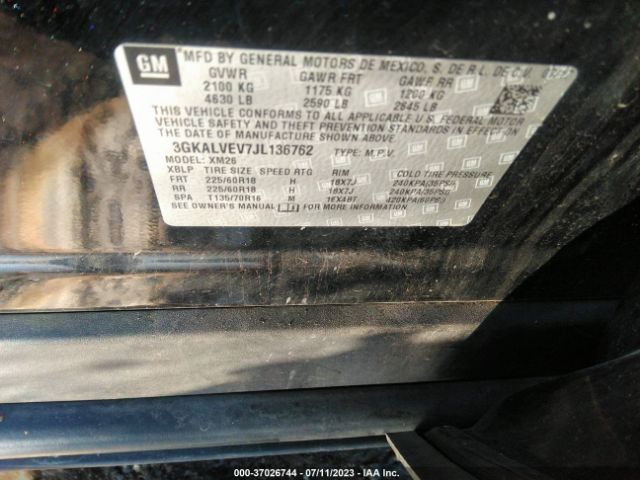 GM
MFD BY GENERAL MOTORS DE MEXICO, S. DE R.L. DE C.V.
GVWR GAWR FRT GAWR RR
2100 KG 1175 KG 1200 KG
4630 LB 2590 LB 2645 LB
THIS VEHICLE CONFORMS TO ALL APPLICABLE U.S. FEDERAL MOTOR
VEHICLE SAFETY AND THEFT PREVENTION STANDARDS IN EFFECT ON THE
DATE OF MANUFACTURE SHOWN ABOVE.
3GKALVEV7JL136762 TYPE: M.P.V.
MODEL: XM26
XBLP TIRE SIZE SPEED RTG RIM COLD TIRE PRESSURE
FRT 225/60R18 H 18X7J 240KPA(35PSI)
RR 225/60R18 H 18X7J 240KPA(35PSI)
SPA T135/70R16 M 420KPA(60PSI)
SEE OWNER'S MANUAL FOR MORE INFORMATION.
000-37026744 - 07/11/2023 - IAA Inc.